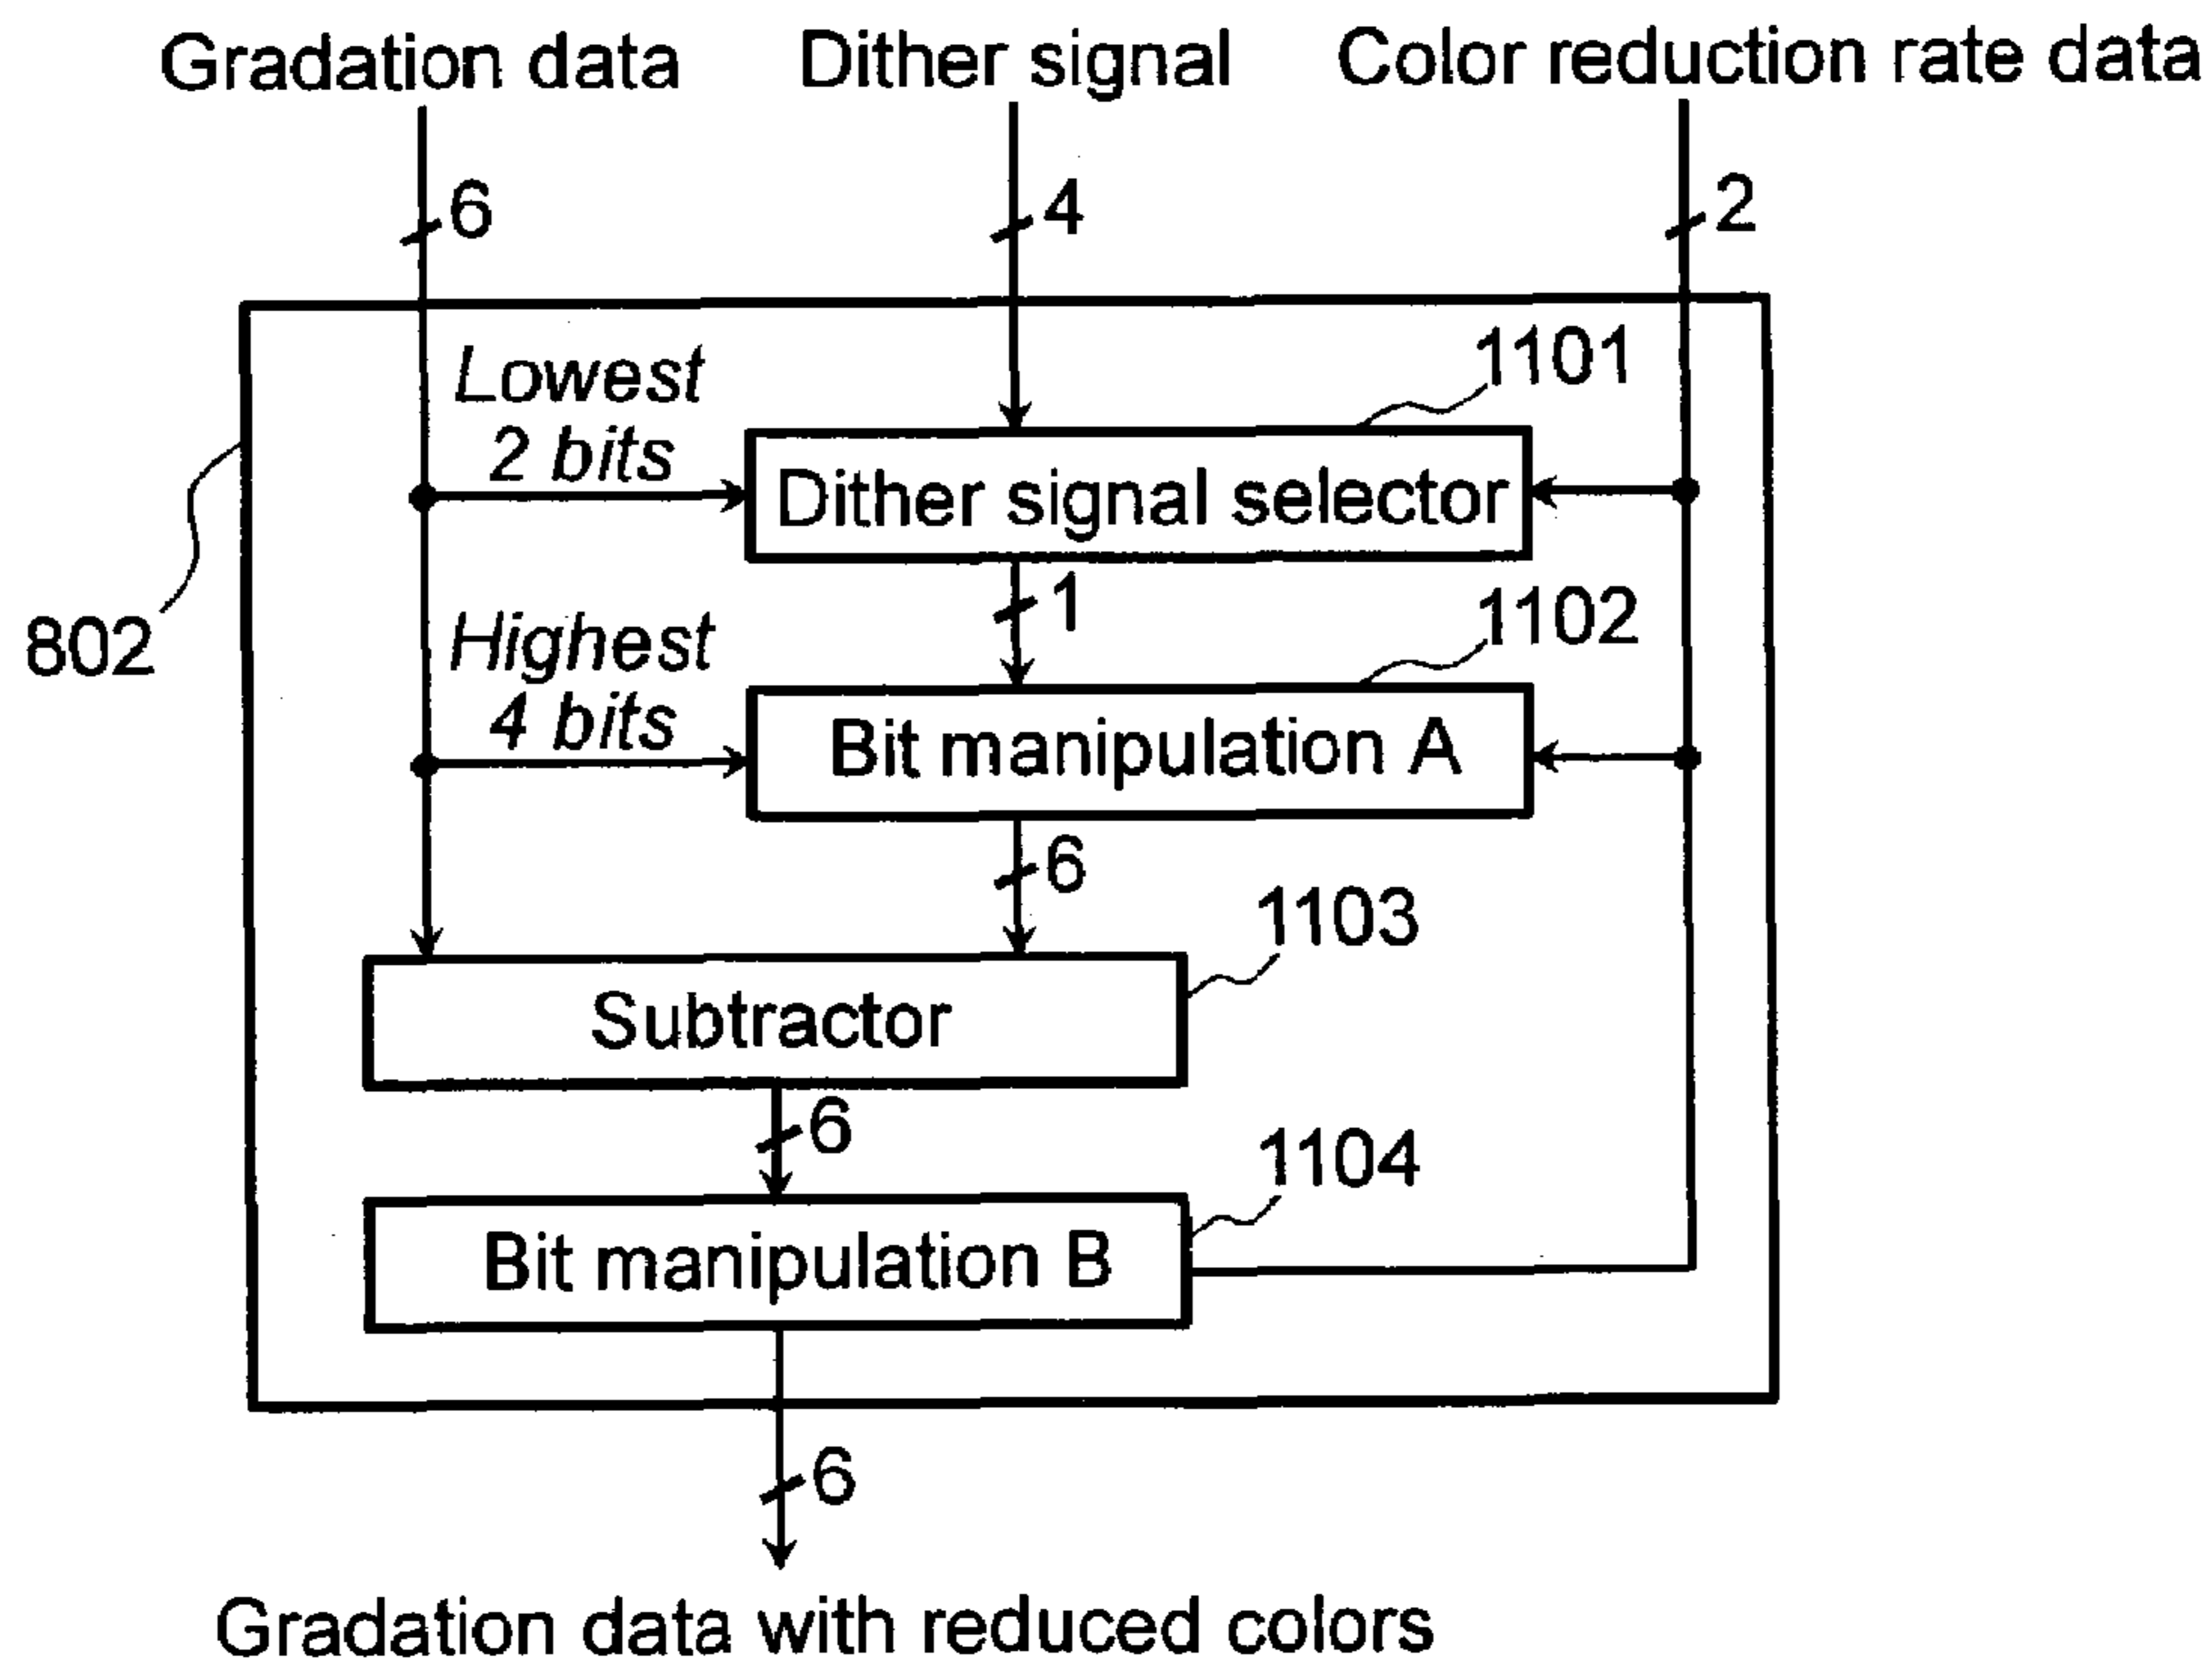 Gradation data
Dither signal
Color reduction rate data
6
4
2
Lowest
2 bits
1101
Dither signal selector
802
1
1102
Highest
4 bits
Bit manipulation A
6
1103
Subtractor
6
1104
Bit manipulation B
6
Gradation data with reduced colors